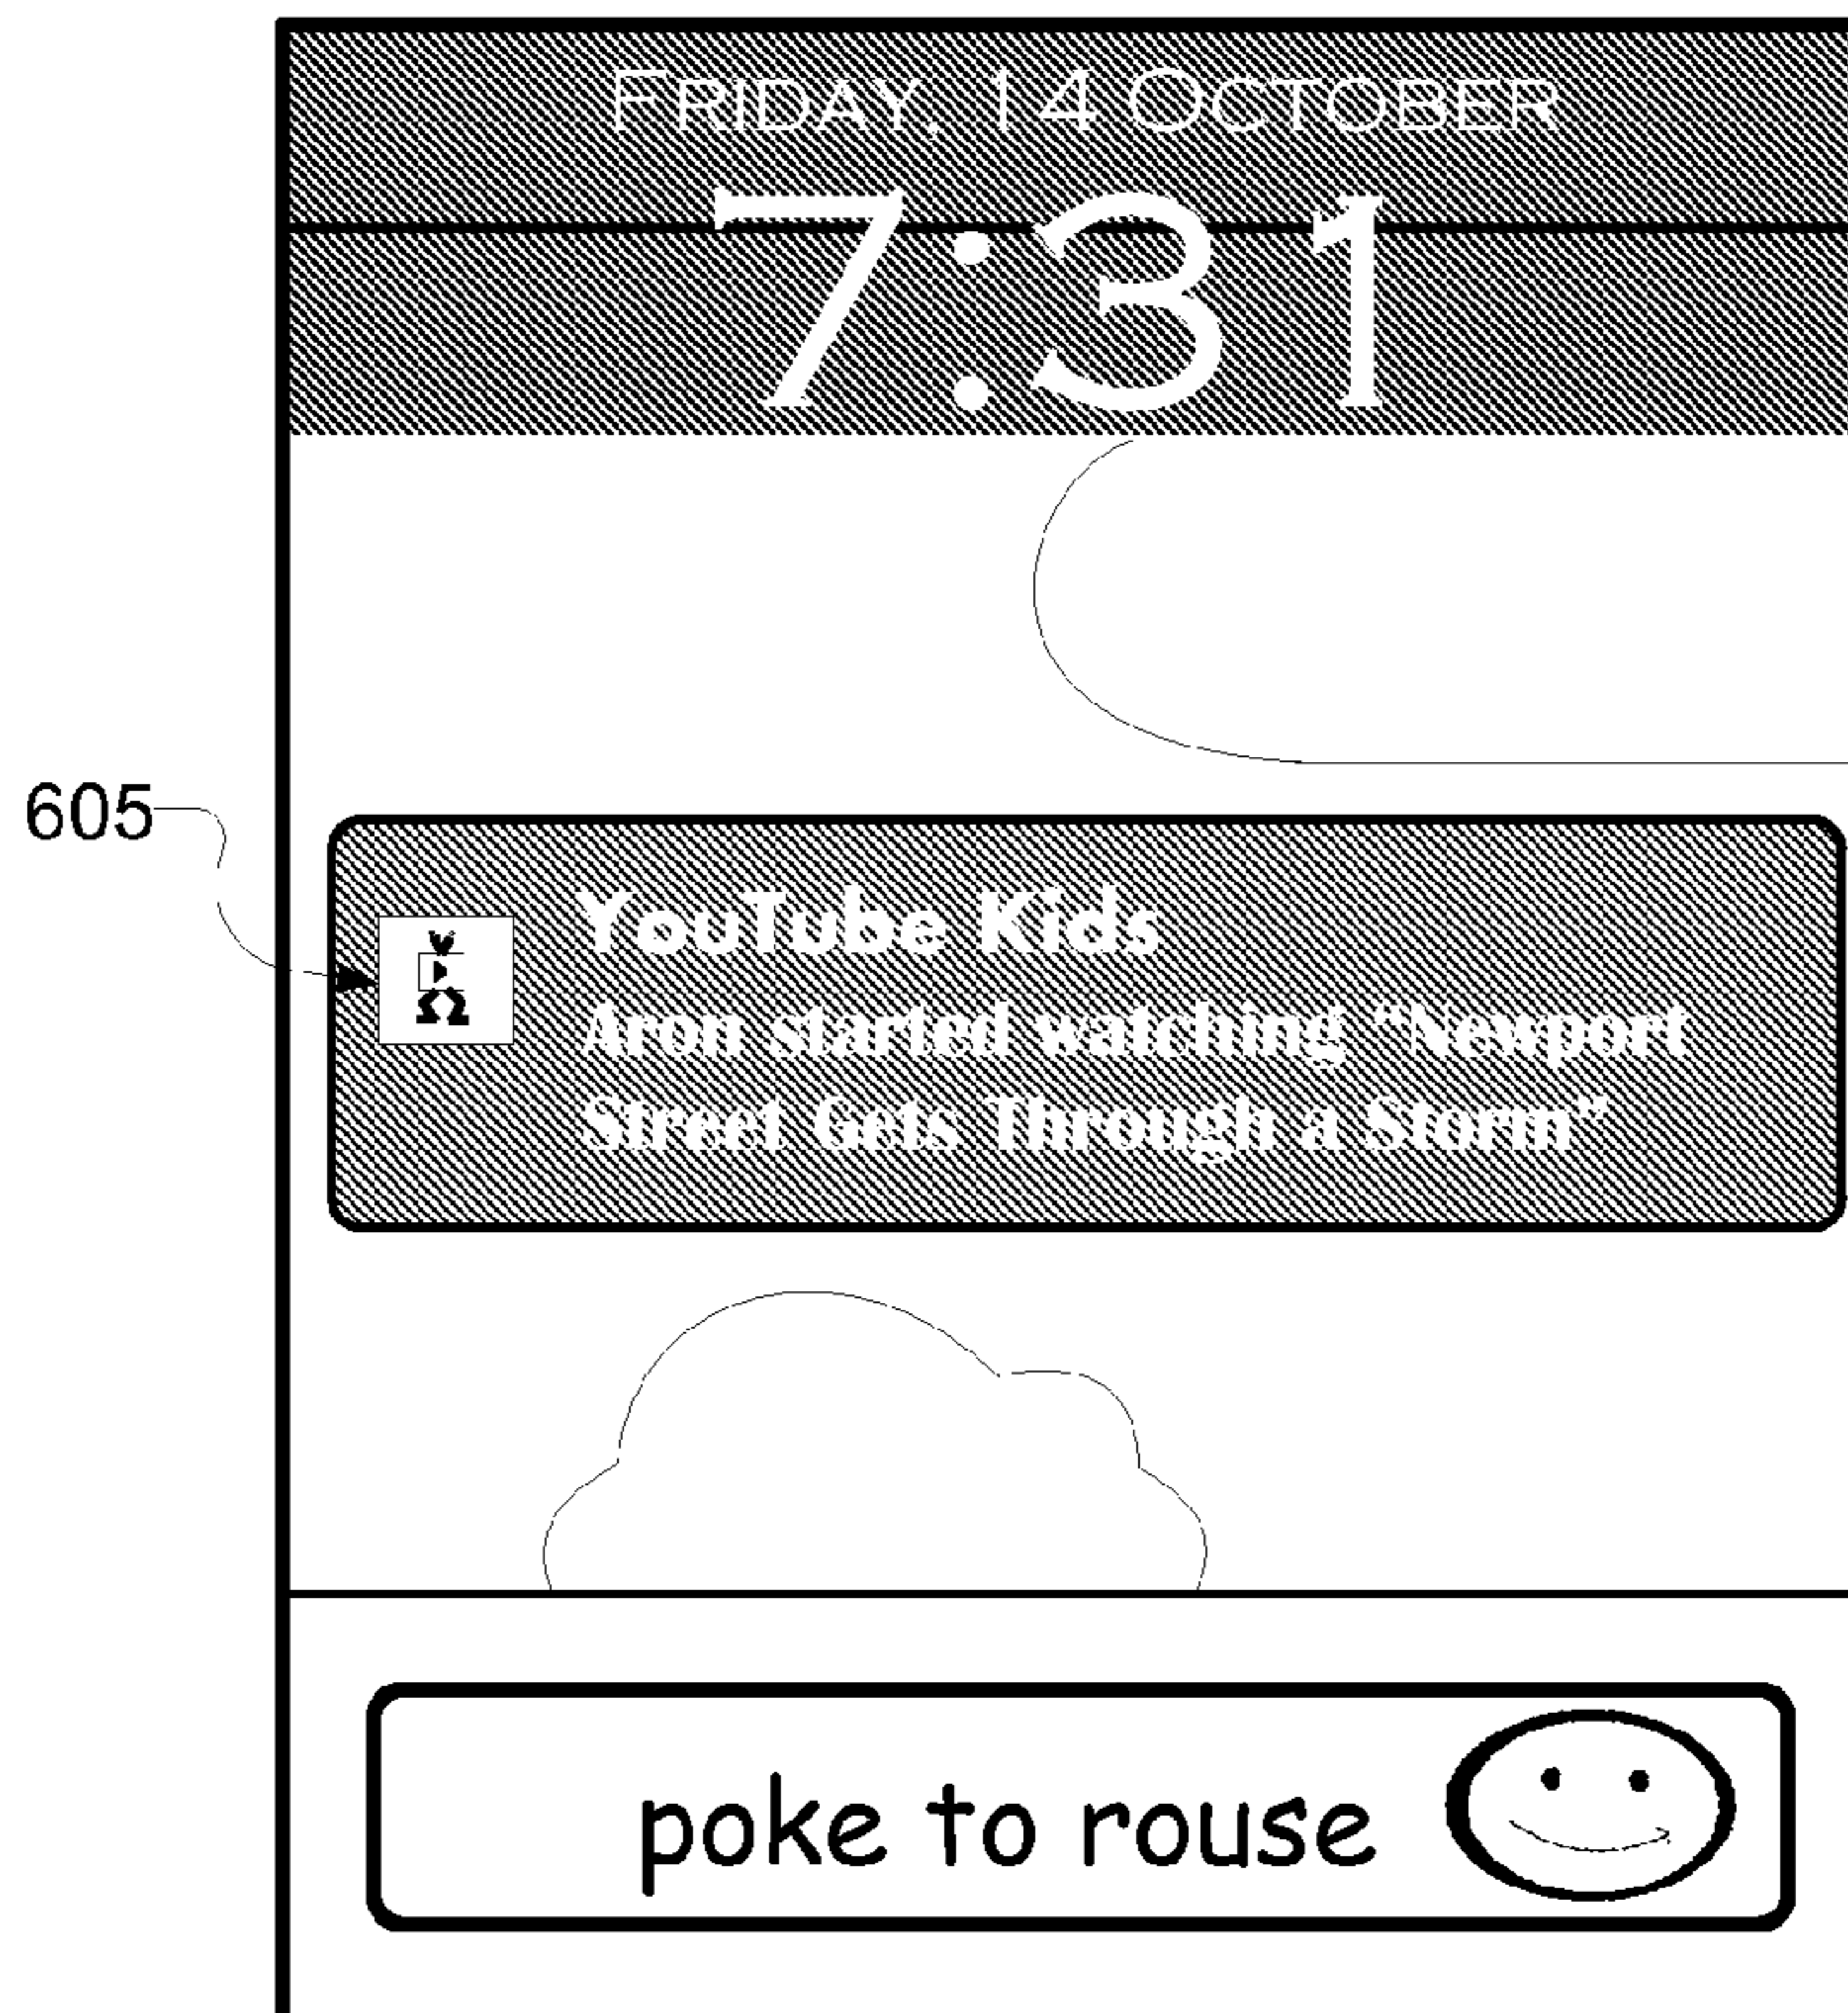 FRIDAY, 14 OCTOBER
7:31
605
YouTube Kids
Aron started watching “Newport
Street Gets Through a Storm”
poke to rouse